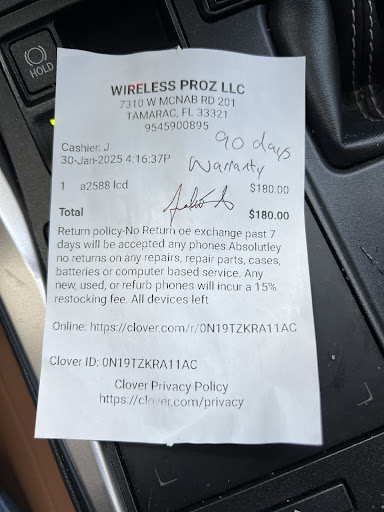 HOLD
WIRELESS PROZ LLC
7310 W MCNAB RD 201
TAMARAC, FL 33321
9545900895
90 days
Cashier: J
30-Jan-2025 4:16:37P
Warranty
1 a2588 lcd $180.00
Total $180.00
Return policy-No Return oe exchange past 7
days will be accepted any phones.Absolutley
no returns on any repairs, repair parts, cases,
batteries or computer based service. Any
new, used, or refurb phones will incur a 15%
restocking fee. All devices left
Online: https://clover.com/r/0N19TZKRA11AC
Clover ID: 0N19TZKRA11AC
Clover Privacy Policy
https://clover.com/privacy